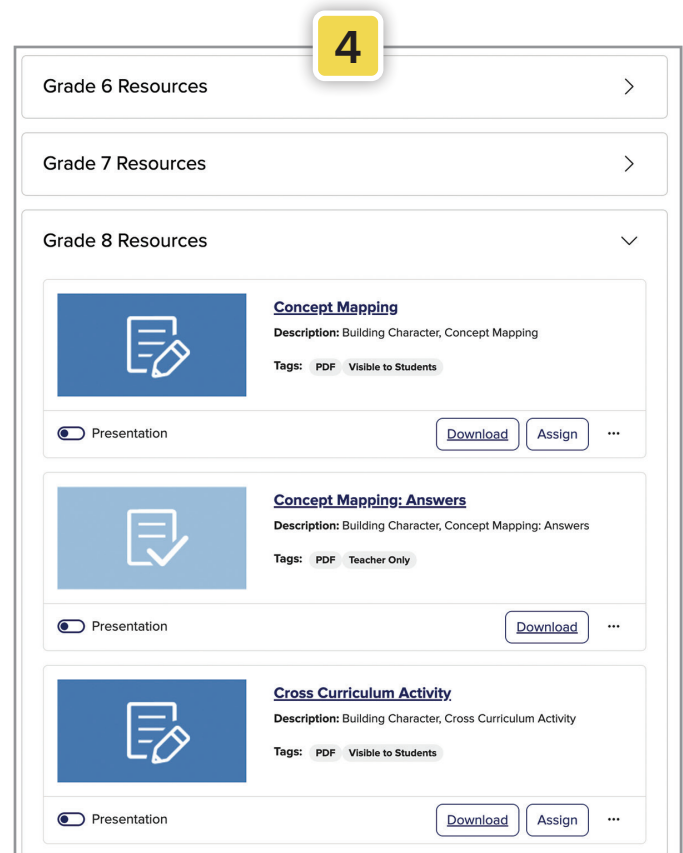 4
Grade 6 Resources
Grade 7 Resources
Grade 8 Resources
Concept Mapping
Description: Building Character, Concept Mapping
Tags: PDF Visible to Students
Presentation Download Assign ...
Concept Mapping: Answers
Description: Building Character, Concept Mapping: Answers
Tags: PDF Teacher Only
Presentation Download ...
Cross Curriculum Activity
Description: Building Character, Cross Curriculum Activity
Tags: PDF Visible to Students
Presentation Download Assign ...